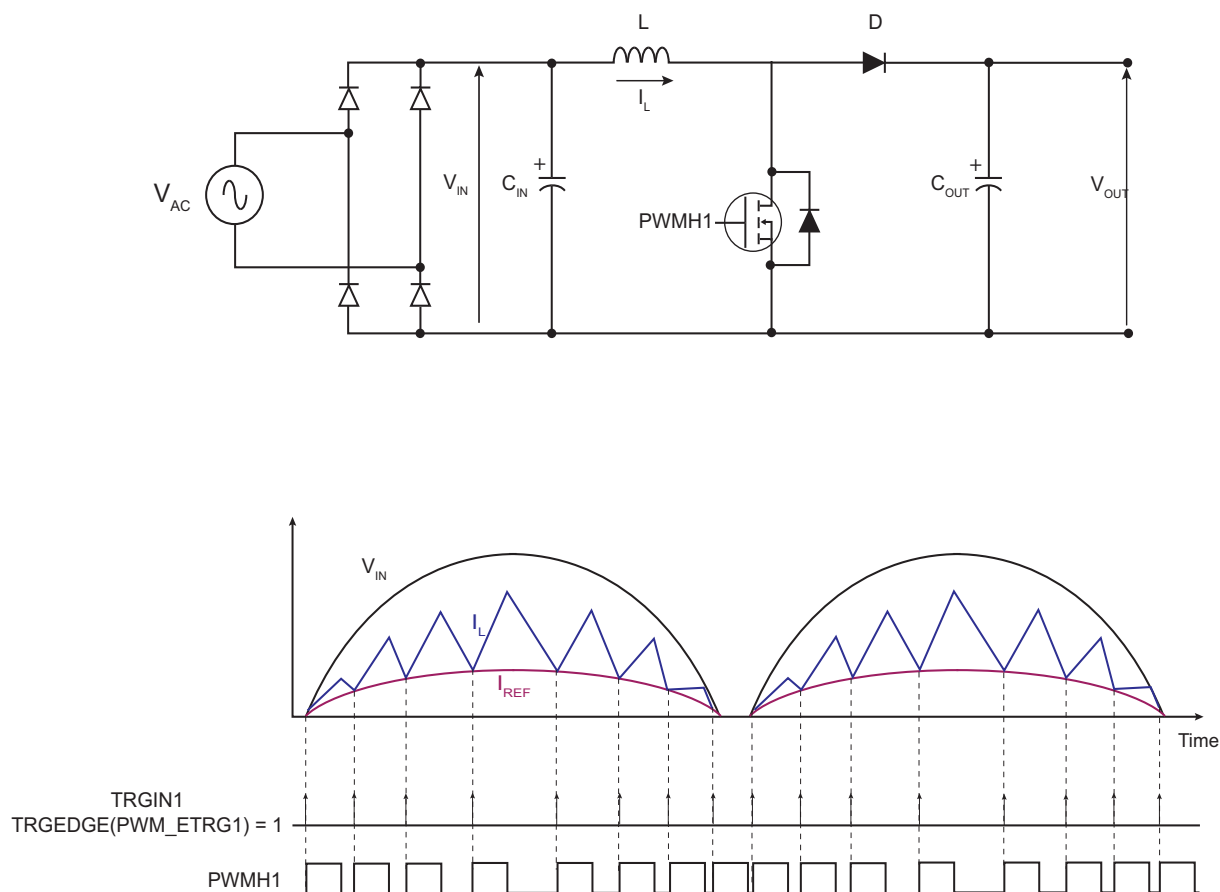 L
D
I_L
V_AC
V_IN
C_IN
+
PWMH1
C_OUT
+
V_OUT
V_IN
I_L
I_REF
Time
TRGIN1
TRGEDGE(PWM_ETRG1) = 1
PWMH1